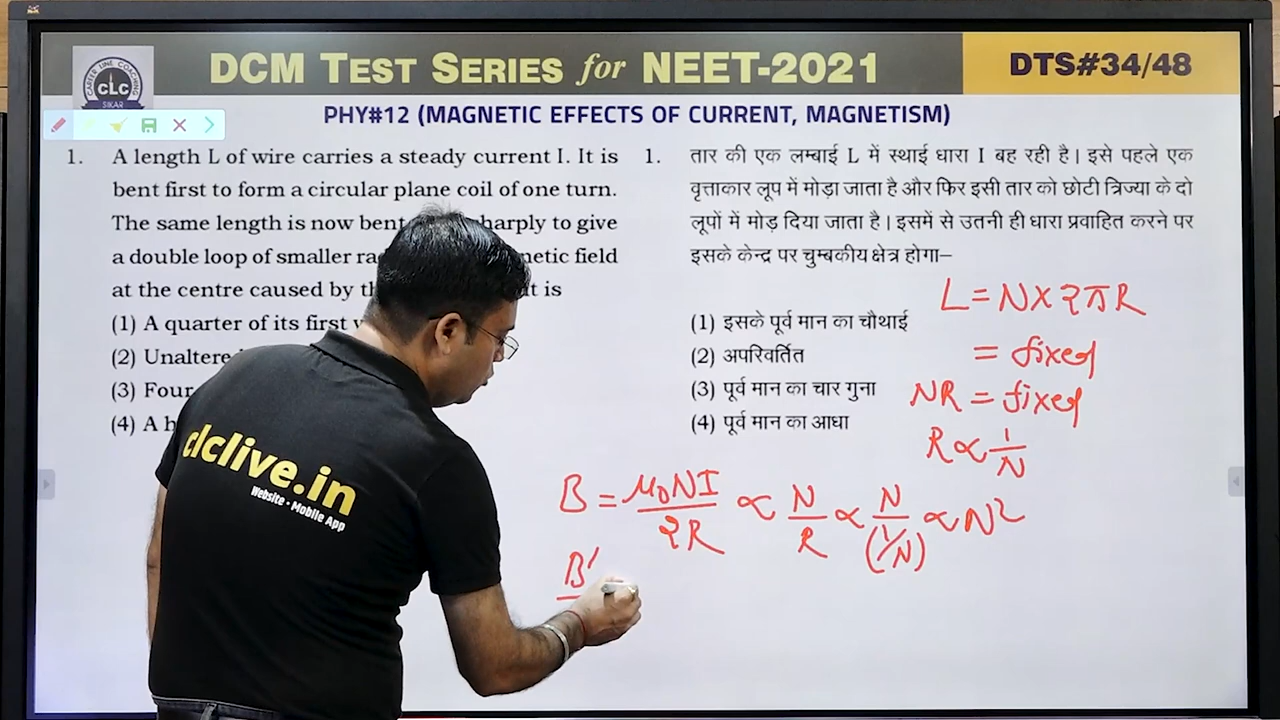 DCM TEST SERIES for NEET-2021
DTS#34/48
CAREER LINE COACHING
CLC
SIKAR
PHY#12 (MAGNETIC EFFECTS OF CURRENT, MAGNETISM)
1. A length L of wire carries a steady current I. It is
bent first to form a circular plane coil of one turn.
The same length is now bent sharply to give
a double loop of smaller netic field
at the centre caused by t t is
(1) A quarter of its first
(2) Unaltere
(3) Four
(4) A h
1. तार की एक लम्बाई L में स्थाई धारा I बह रही है। इसे पहले एक
वृत्ताकार लूप में मोड़ा जाता है और फिर इसी तार को छोटी त्रिज्या के दो
लूपों में मोड़ दिया जाता है। इसमें से उतनी ही धारा प्रवाहित करने पर
इसके केन्द्र पर चुम्बकीय क्षेत्र होगा–
(1) इसके पूर्व मान का चौथाई
(2) अपरिवर्तित
(3) पूर्व मान का चार गुना
(4) पूर्व मान का आधा
L = N×2πR
= fixed
NR = fixed
R ∝ 1/N
B = μ₀NI/2R ∝ N/R ∝ N/(1/N) ∝ N²
B'
clclive.in
Website • Mobile App